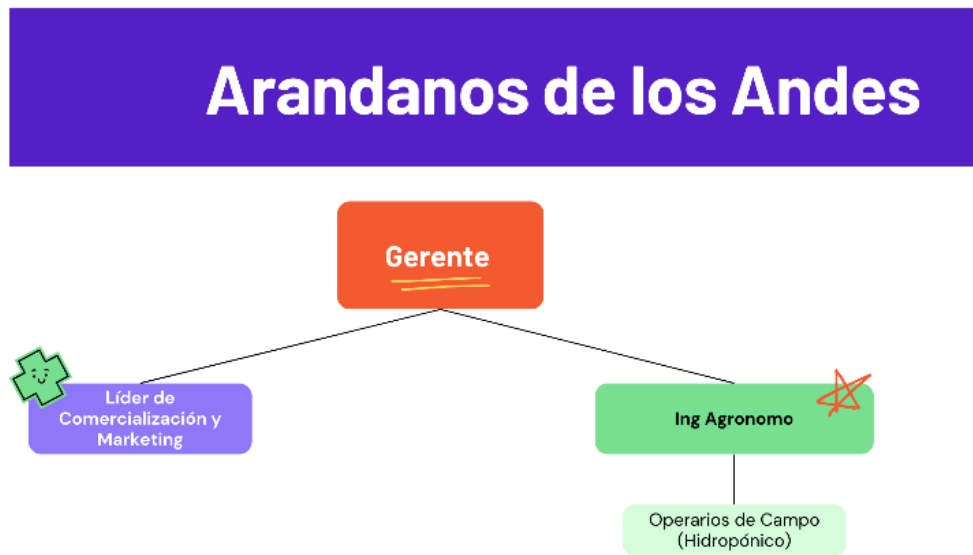 Arandanos de los Andes
Gerente
Líder de
Comercialización y
Marketing
Ing Agronomo
Operarios de Campo
(Hidropónico)